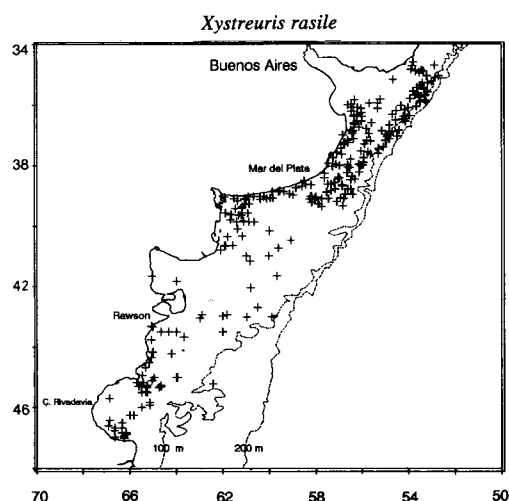 Xystreuris rasile
34
Buenos Aires
38
Mar del Plata
42
Rawson
C. Rivadavia
46
100 m
200 m
70
66
62
58
54
50